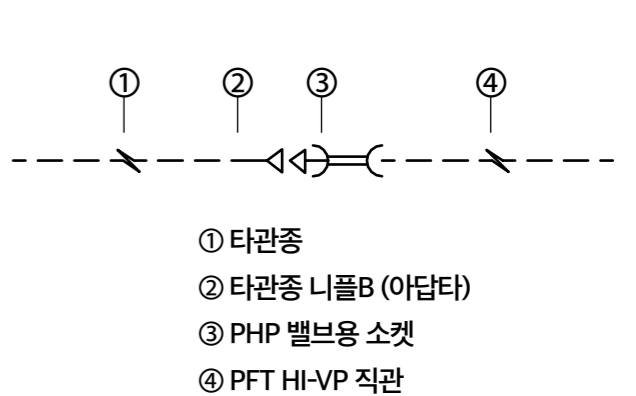 ① ② ③ ④
① 타관종
② 타관종 니플B (아답타)
③ PHP 밸브용 소켓
④ PFT HI-VP 직관